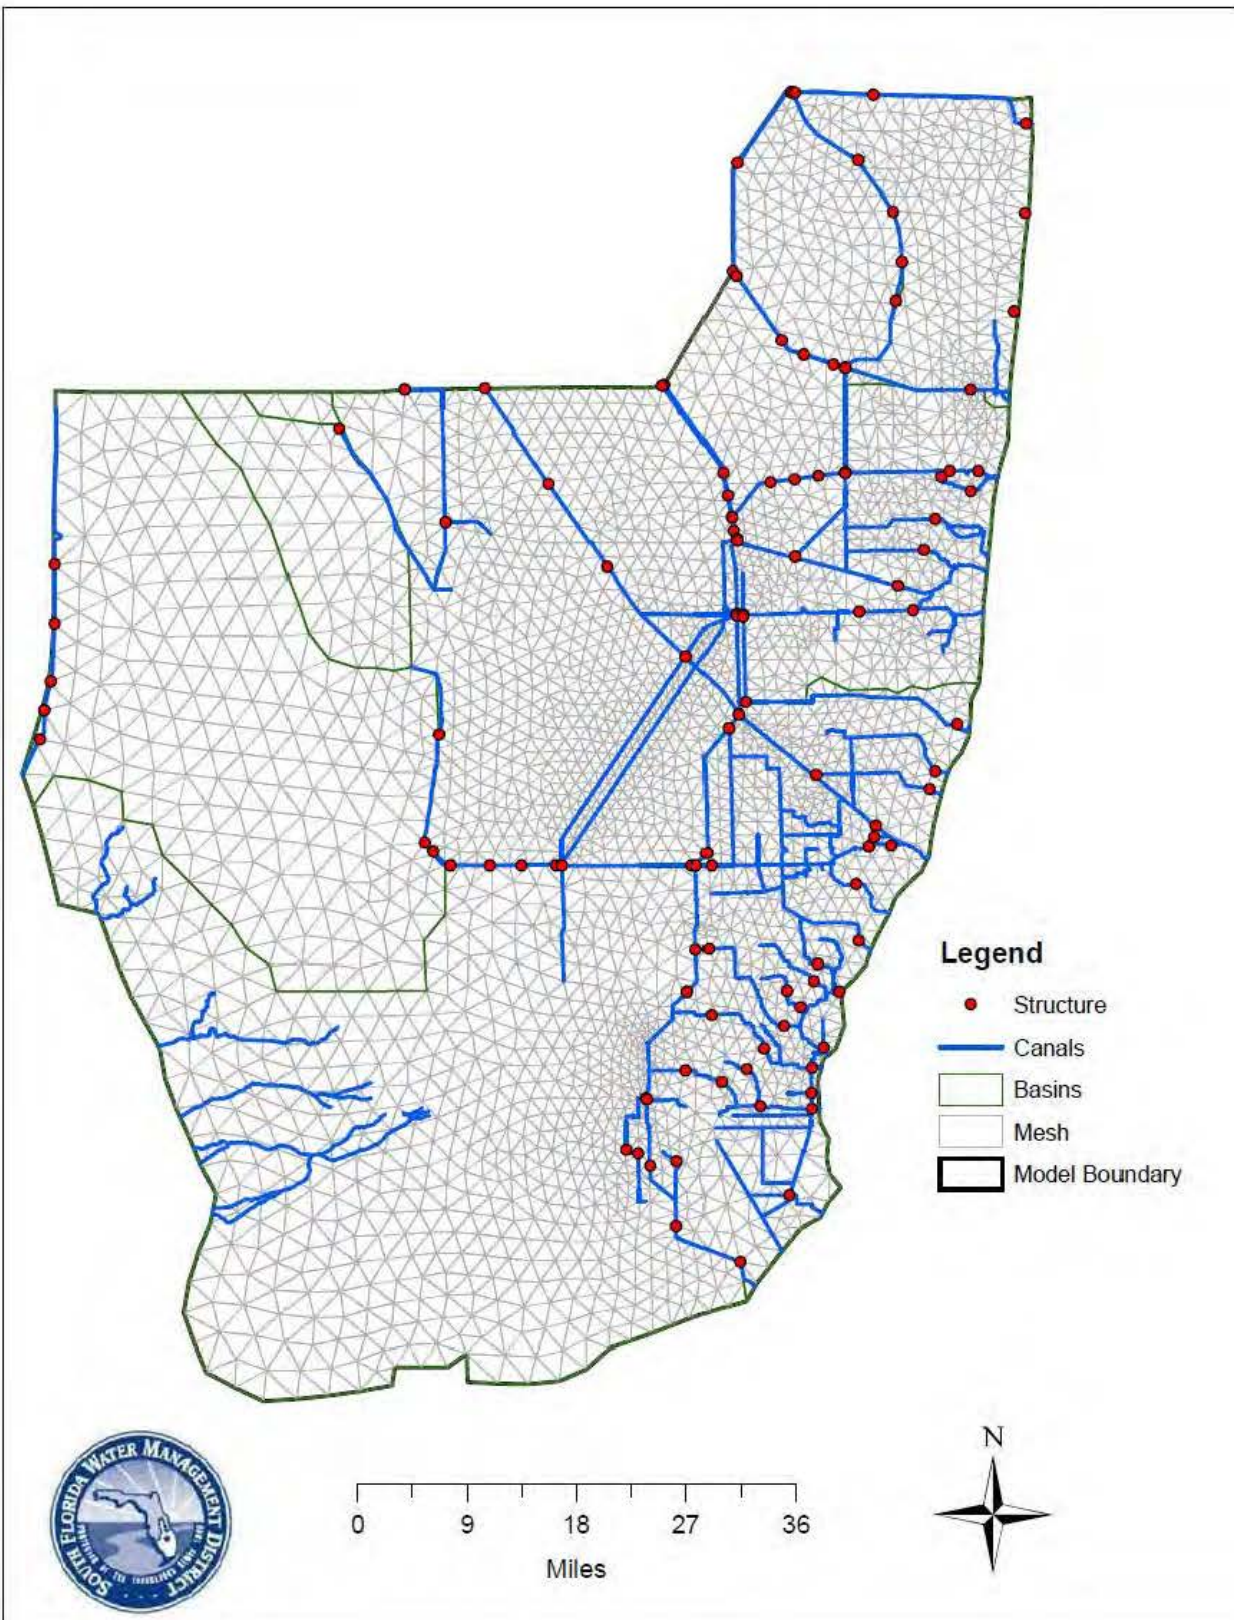 Legend
Structure
Canals
Basins
Mesh
Model Boundary
SOUTH FLORIDA WATER MANAGEMENT DISTRICT
N
0 9 18 27 36
Miles